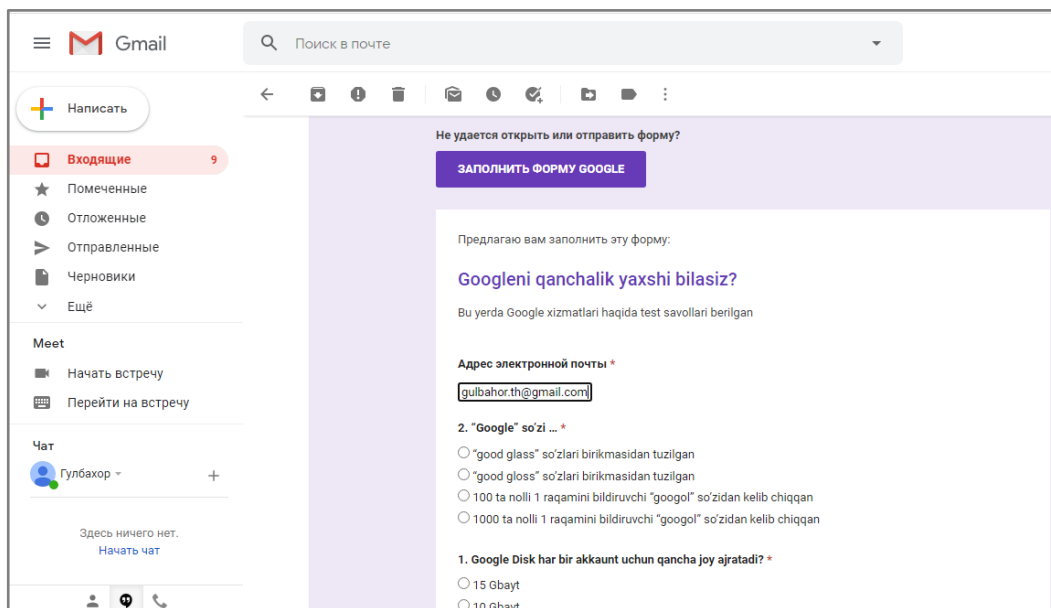 Gmail
Поиск в почте
Написать
Входящие 9
Помеченные
Отложенные
Отправленные
Черновики
Ещё
Meet
Начать встречу
Перейти на встречу
Чат
Гулбахор
Здесь ничего нет.
Начать чат
Не удается открыть или отправить форму?
ЗАПОЛНИТЬ ФОРМУ GOOGLE
Предлагаю вам заполнить эту форму:
Googleni qanchalik yaxshi bilasiz?
Bu yerda Google xizmatlari haqida test savollari berilgan
Адрес электронной почты *
gulbahor.th@gmail.com
2. “Google” so‘zi ... *
“good glass” so‘zlari birikmasidan tuzilgan
“good gloss” so‘zlari birikmasidan tuzilgan
100 ta nolli 1 raqamini bildiruvchi “googol” so‘zidan kelib chiqqan
1000 ta nolli 1 raqamini bildiruvchi “googol” so‘zidan kelib chiqqan
1. Google Disk har bir akkaunt uchun qancha joy ajratadi? *
15 Gbayt
10 Gbayt